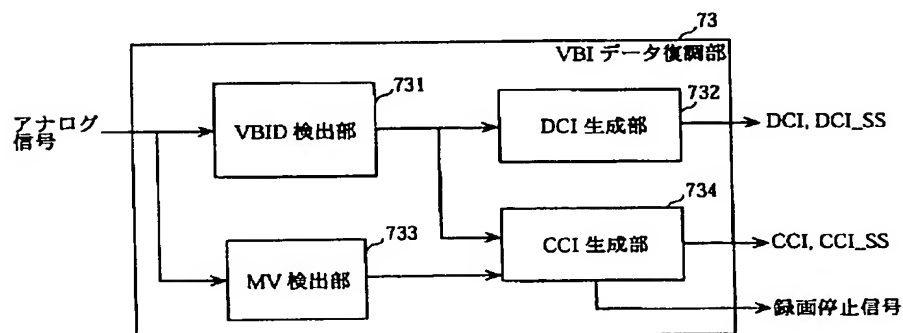 73
VBI データ復調部
731
732
アナログ
信号
VBID 検出部
DCI 生成部
DCI, DCI_SS
733
734
MV 検出部
CCI 生成部
CCI, CCI_SS
録画停止信号